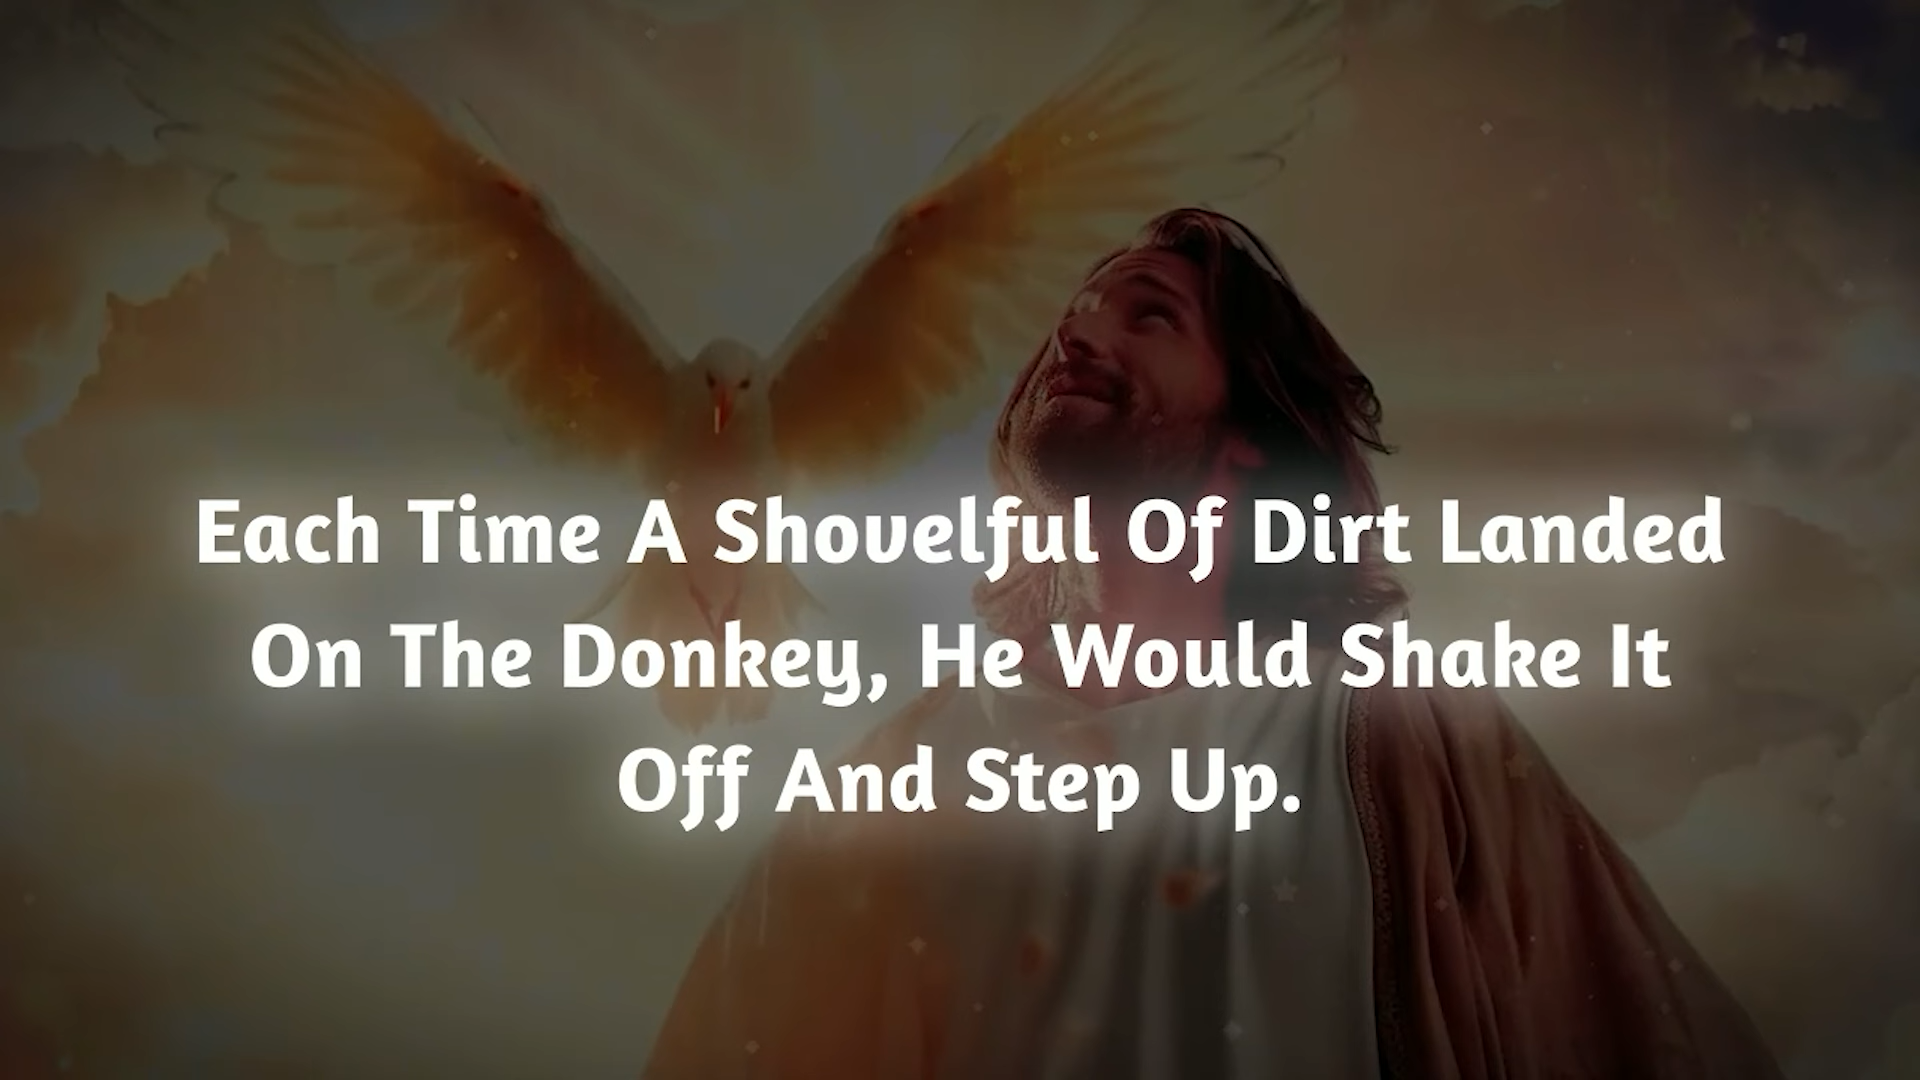 Each Time A Shovelful Of Dirt Landed
On The Donkey, He Would Shake It
Off And Step Up.